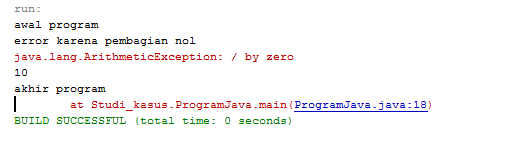 run:
awal program
error karena pembagian nol
java.lang.ArithmeticException: / by zero
10
akhir program
at Studi_kasus.ProgramJava.main(ProgramJava.java:18)
BUILD SUCCESSFUL (total time: 0 seconds)